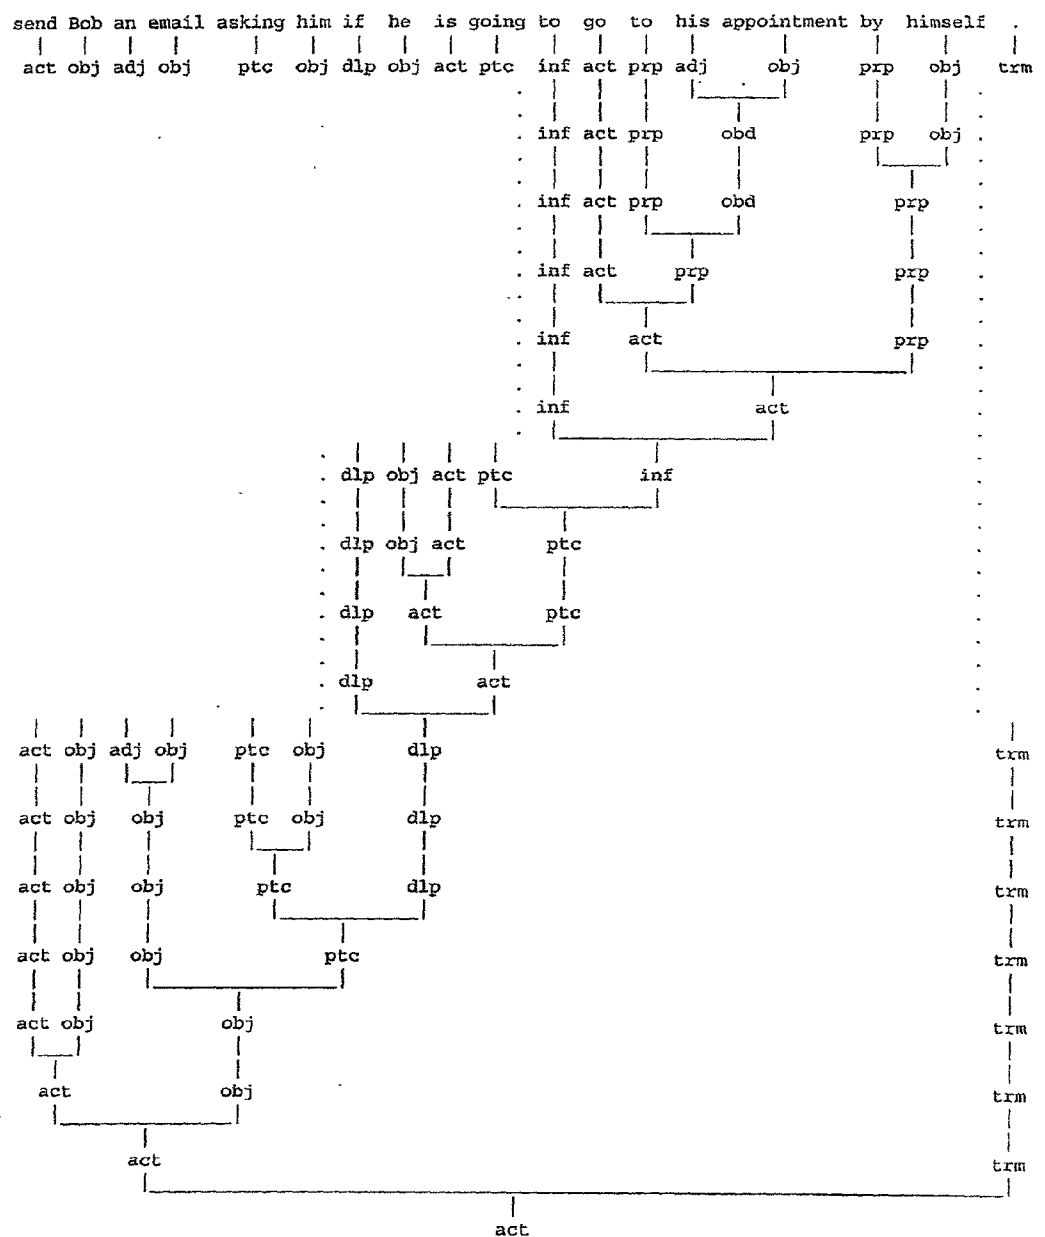 send Bob an email asking him if he is going to go to his appointment by himself .
act obj adj obj ptc obj dlp obj act ptc inf act prp adj obj prp obj trm
inf act prp obd prp obj
inf act prp obd prp
inf act prp prp
inf act prp
inf act
dlp obj act ptc inf
dlp obj act ptc
dlp act ptc
dlp act
act obj adj obj ptc obj dlp trm
act obj obj ptc obj dlp trm
act obj obj ptc dlp trm
act obj obj ptc trm
act obj obj trm
act obj trm
act trm
act